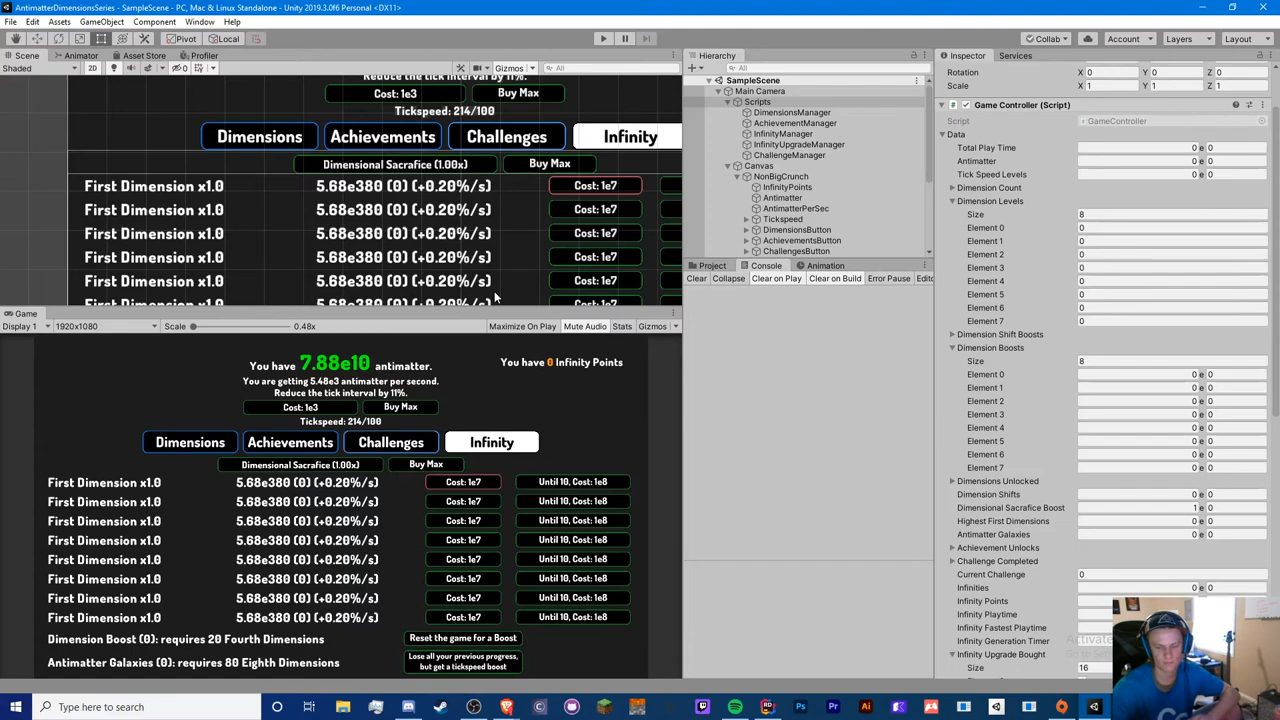 AntimatterDimensionsSeries - SampleScene - PC, Mac & Linux Standalone - Unity 2019.3.0f6 Personal <DX11>
File Edit Assets GameObject Component Window Help
Pivot Local Collab Account Layers Layout
Scene Animator Asset Store Profiler
Shaded 2D 0 Gizmos All
Reduce the tick interval by 11%.
Cost: 1e3 Buy Max
Tickspeed: 214/100
Dimensions Achievements Challenges Infinity
Dimensional Sacrafice (1.00x) Buy Max
First Dimension x1.0 5.68e380 (0) (+0.20%/s) Cost: 1e7
First Dimension x1.0 5.68e380 (0) (+0.20%/s) Cost: 1e7
First Dimension x1.0 5.68e380 (0) (+0.20%/s) Cost: 1e7
First Dimension x1.0 5.68e380 (0) (+0.20%/s) Cost: 1e7
First Dimension x1.0 5.68e380 (0) (+0.20%/s) Cost: 1e7
First Dimension x1.0 5.68e380 (0) (+0.20%/s) Cost: 1e7
Game
Display 1 1920x1080 Scale 0.48x Maximize On Play Mute Audio Stats Gizmos
You have 7.88e10 antimatter. You have 0 Infinity Points
You are getting 5.48e3 antimatter per second.
Reduce the tick interval by 11%.
Cost: 1e3 Buy Max
Tickspeed: 214/100
Dimensions Achievements Challenges Infinity
Dimensional Sacrafice (1.00x) Buy Max
First Dimension x1.0 5.68e380 (0) (+0.20%/s) Cost: 1e7 Until 10, Cost: 1e8
First Dimension x1.0 5.68e380 (0) (+0.20%/s) Cost: 1e7 Until 10, Cost: 1e8
First Dimension x1.0 5.68e380 (0) (+0.20%/s) Cost: 1e7 Until 10, Cost: 1e8
First Dimension x1.0 5.68e380 (0) (+0.20%/s) Cost: 1e7 Until 10, Cost: 1e8
First Dimension x1.0 5.68e380 (0) (+0.20%/s) Cost: 1e7 Until 10, Cost: 1e8
First Dimension x1.0 5.68e380 (0) (+0.20%/s) Cost: 1e7 Until 10, Cost: 1e8
First Dimension x1.0 5.68e380 (0) (+0.20%/s) Cost: 1e7 Until 10, Cost: 1e8
First Dimension x1.0 5.68e380 (0) (+0.20%/s) Cost: 1e7 Until 10, Cost: 1e8
Dimension Boost (0): requires 20 Fourth Dimensions Reset the game for a Boost
Antimatter Galaxies (0): requires 80 Eighth Dimensions Lose all your previous progress,
but get a tickspeed boost
Hierarchy
All
SampleScene
Main Camera
Scripts
DimensionsManager
AchievementManager
InfinityManager
InfinityUpgradeManager
ChallengeManager
Canvas
NonBigCrunch
InfinityPoints
Antimatter
AntimatterPerSec
Tickspeed
DimensionsButton
AchievementsButton
ChallengesButton
Project Console Animation
Clear Collapse Clear on Play Clear on Build Error Pause Edito
Inspector Services
Rotation X 0 Y 0 Z 0
Scale X 1 Y 1 Z 1
Game Controller (Script)
Script GameController
Data
Total Play Time 0 e 0
Antimatter 0 e 0
Tick Speed Levels 0 e 0
Dimension Count
Dimension Levels
Size 8
Element 0 0
Element 1 0
Element 2 0
Element 3 0
Element 4 0
Element 5 0
Element 6 0
Element 7 0
Dimension Shift Boosts
Dimension Boosts
Size 8
Element 0 0 e 0
Element 1 0 e 0
Element 2 0 e 0
Element 3 0 e 0
Element 4 0 e 0
Element 5 0 e 0
Element 6 0 e 0
Element 7 0 e 0
Dimensions Unlocked
Dimension Shifts 0 e 0
Dimensional Sacrafice Boost 1 e 0
Highest First Dimensions 0 e 0
Antimatter Galaxies 0 e 0
Achievement Unlocks
Challenge Completed
Current Challenge 0
Infinities 0 e 0
Infinity Points
Infinity Playtime
Infinity Fastest Playtime
Infinity Generation Timer
Infinity Upgrade Bought
Size 16
Type here to search